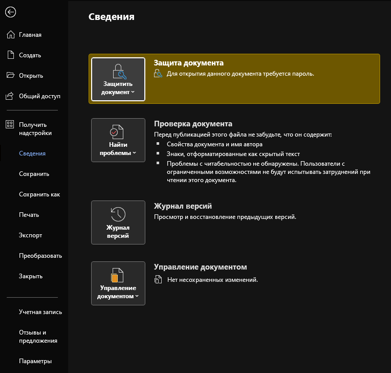 Сведения
Главная
Создать
Открыть
Общий доступ
Получить
настройки
Сведения
Сохранить
Сохранить как
Печать
Экспорт
Преобразовать
Закрыть
Учетная запись
Отзывы и
предложения
Параметры
Защитить
документ
Защита документа
Для открытия данного документа требуется пароль.
Найти
проблемы
Проверка документа
Перед публикацией этого файла не забудьте, что он содержит:
Свойства документа и имя автора
Знаки, отформатированные как скрытый текст
Проблемы с читабельностью не обнаружены. Пользователи с
ограниченными возможностями не будут испытывать затруднений при
чтении этого документа.
Журнал
версий
Журнал версий
Просмотр и восстановление предыдущих версий.
Управление
документом
Управление документом
Нет несохраненных изменений.